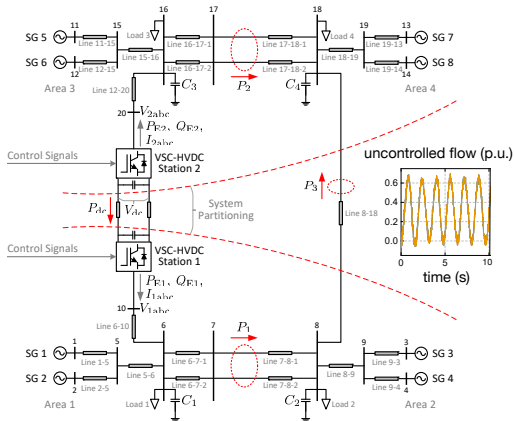 11
15
16
17
18
19
13
SG 5
Line 11-15
Load 3
Line 16-17-1
Line 17-18-1
Load 4
Line 19-13
SG 7
Line 15-16
Line 18-19
SG 6
Line 12-15
Line 16-17-2
Line 17-18-2
Line 19-14
SG 8
12
14
Area 3
C3
P2
C4
Area 4
Line 12-20
20
V2abc
PE2, QE2,
I2abc
Control Signals
VSC-HVDC
Station 2
uncontrolled flow (p.u.)
0.6
0.4
0.2
0.0
0
5
10
time (s)
P3
Pdc
Vdc
System
Partitioning
Line 8-18
Control Signals
VSC-HVDC
Station 1
PE1, QE1,
I1abc
V1abc
10
Line 6-10
1
5
6
7
8
9
3
P1
SG 1
Line 1-5
Line 6-7-1
Line 7-8-1
Line 9-3
SG 3
Line 5-6
Line 8-9
SG 2
Line 2-5
Line 6-7-2
Line 7-8-2
Line 9-4
SG 4
2
4
Area 1
Load 1
C1
C2
Load 2
Area 2